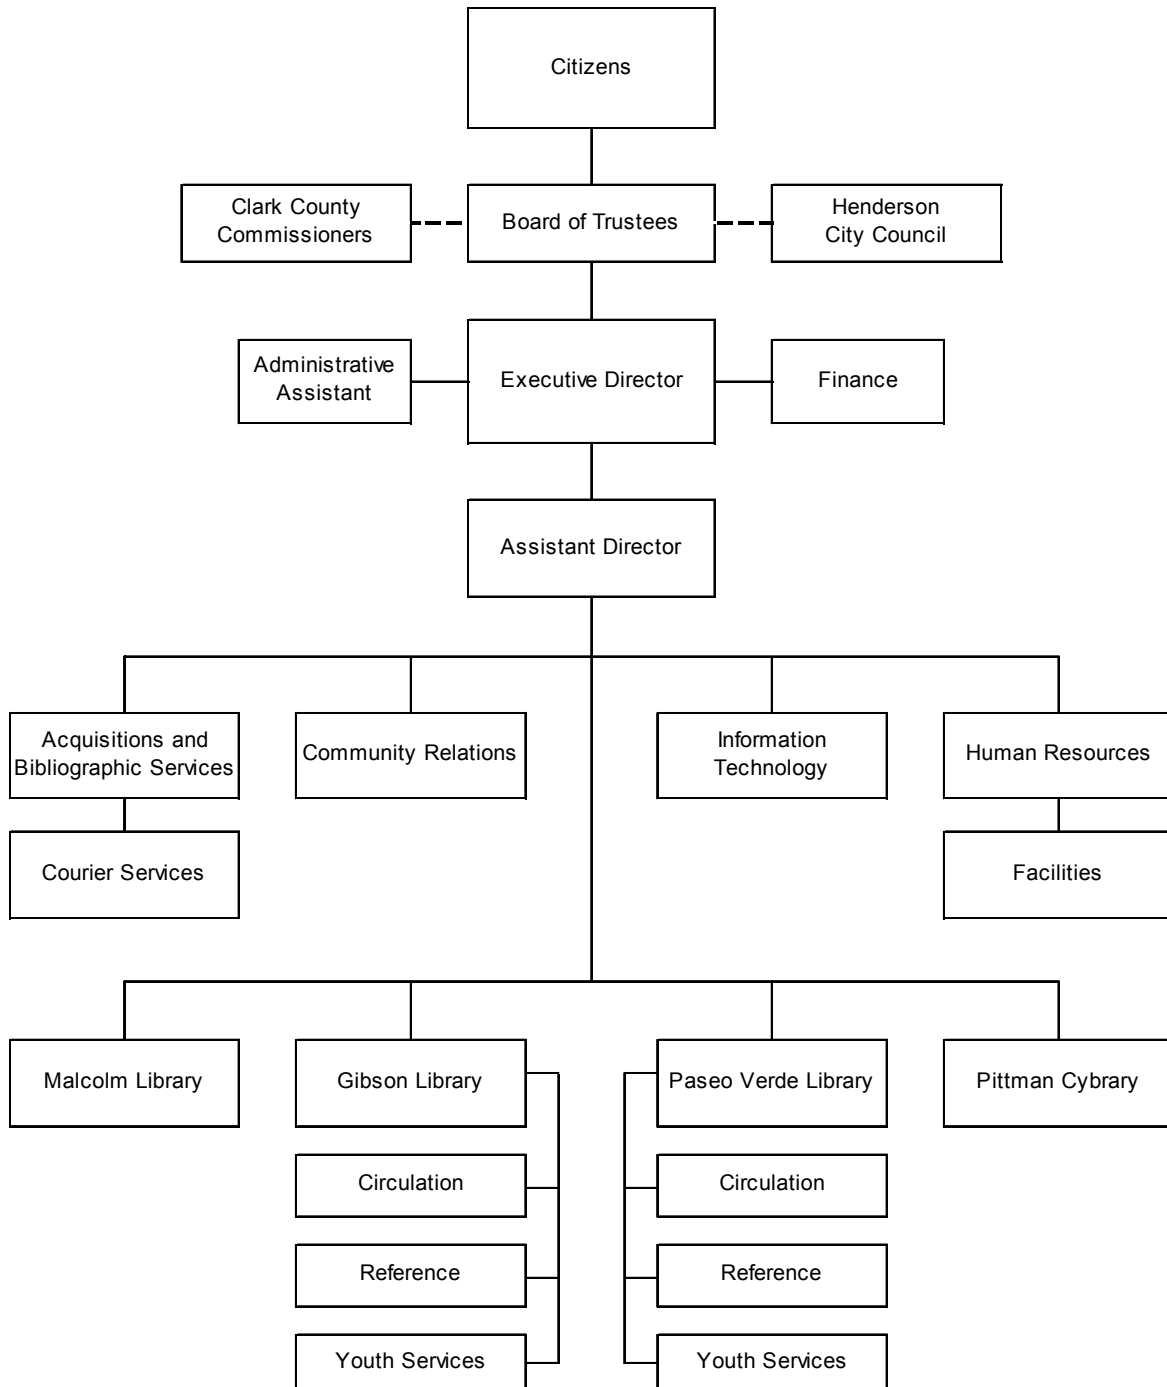 Citizens
Clark County
Commissioners
Board of Trustees
Henderson
City Council
Administrative
Assistant
Executive Director
Finance
Assistant Director
Acquisitions and
Bibliographic Services
Community Relations
Information
Technology
Human Resources
Courier Services
Facilities
Malcolm Library
Gibson Library
Paseo Verde Library
Pittman Cybrary
Circulation
Circulation
Reference
Reference
Youth Services
Youth Services